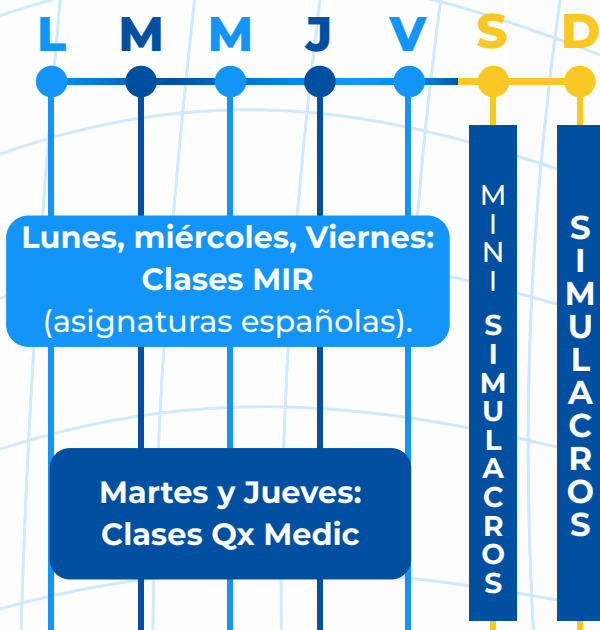 L M M J V S D
Lunes, miércoles, Viernes:
Clases MIR
(asignaturas españolas).
Martes y Jueves:
Clases Qx Medic
MINI SIMULACROS
SIMULACROS